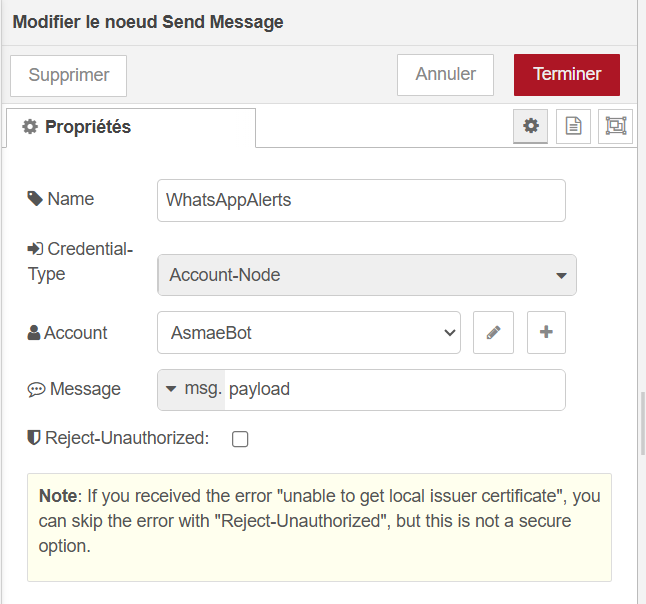 Modifier le noeud Send Message
Supprimer
Annuler
Terminer
Propriétés
Name
WhatsAppAlerts
Credential-
Type
Account-Node
Account
AsmaeBot
Message
msg. payload
Reject-Unauthorized:
Note: If you received the error "unable to get local issuer certificate", you
can skip the error with "Reject-Unauthorized", but this is not a secure
option.